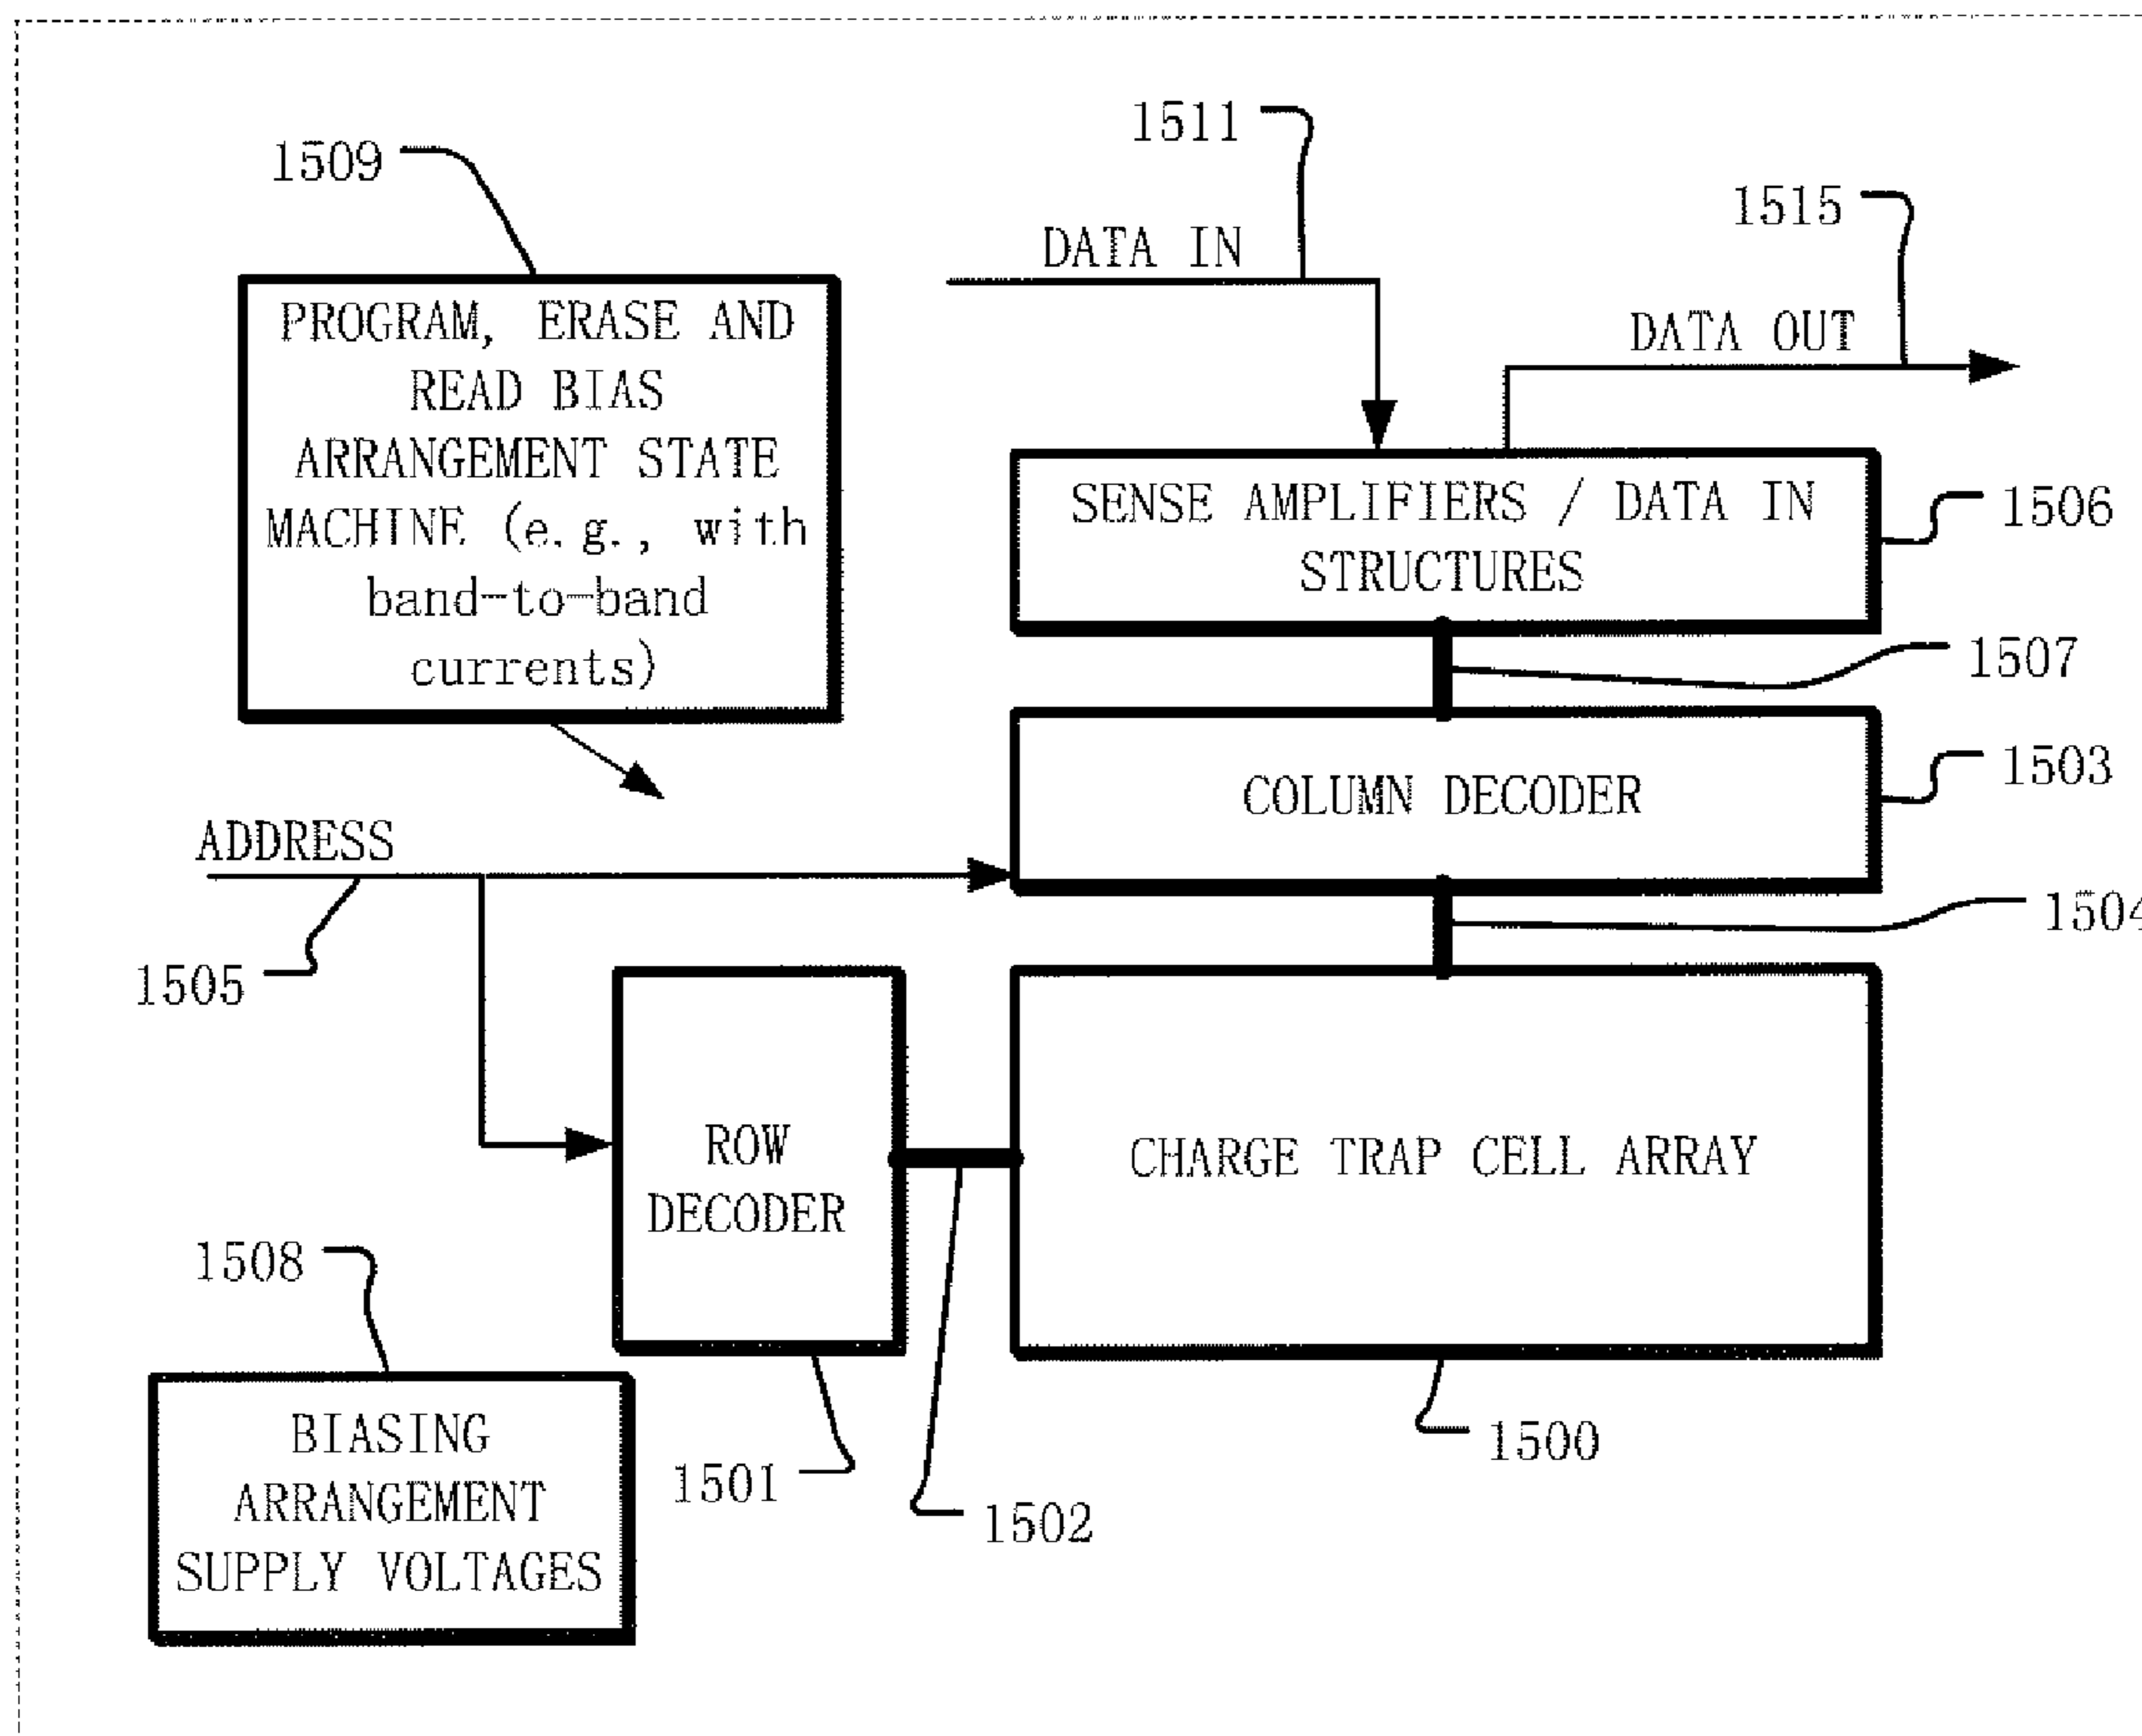 1511
1509
1515
DATA IN
DATA OUT
PROGRAM, ERASE AND
READ BIAS
ARRANGEMENT STATE
MACHINE (e.g., with
band-to-band
currents)
SENSE AMPLIFIERS / DATA IN
STRUCTURES
1506
1507
COLUMN DECODER
1503
ADDRESS
1504
1505
ROW
DECODER
CHARGE TRAP CELL ARRAY
1508
1501
1502
1500
BIASING
ARRANGEMENT
SUPPLY VOLTAGES